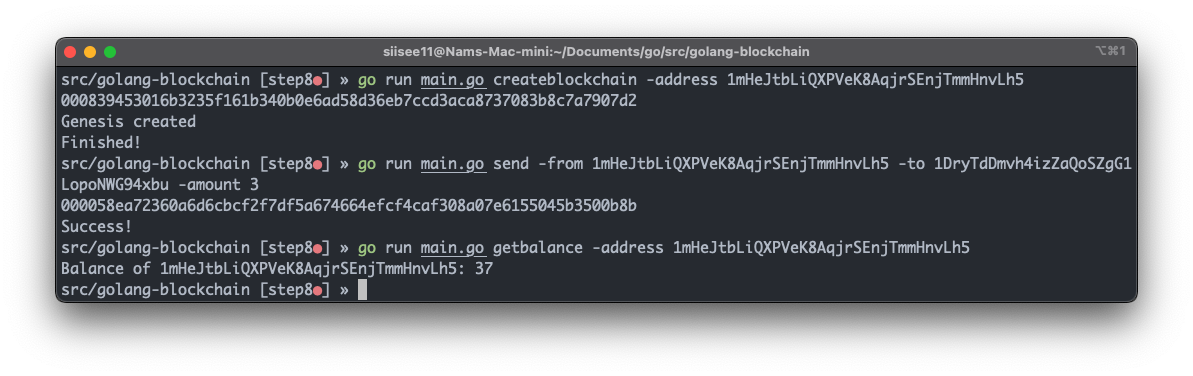 siisee11@Nams-Mac-mini:~/Documents/go/src/golang-blockchain
⌥⌘1
src/golang-blockchain [step8●] » go run main.go createblockchain -address 1mHeJtbLiQXPVeK8AqjrSEnjTmmHnvLh5
000839453016b3235f161b340b0e6ad58d36eb7ccd3aca8737083b8c7a7907d2
Genesis created
Finished!
src/golang-blockchain [step8●] » go run main.go send -from 1mHeJtbLiQXPVeK8AqjrSEnjTmmHnvLh5 -to 1DryTdDmvh4izZaQoSZgG1
LopoNWG94xbu -amount 3
000058ea72360a6d6cbcf2f7df5a674664efcf4caf308a07e6155045b3500b8b
Success!
src/golang-blockchain [step8●] » go run main.go getbalance -address 1mHeJtbLiQXPVeK8AqjrSEnjTmmHnvLh5
Balance of 1mHeJtbLiQXPVeK8AqjrSEnjTmmHnvLh5: 37
src/golang-blockchain [step8●] »